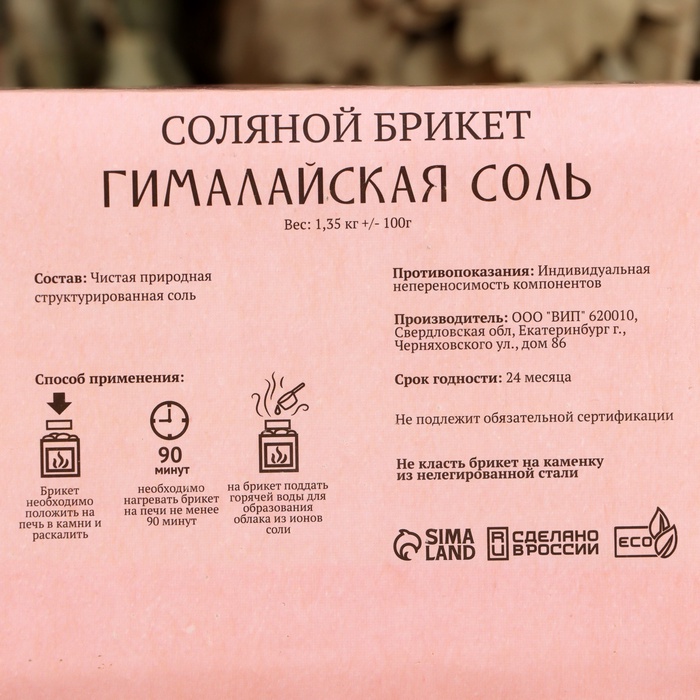 СОЛЯНОЙ БРИКЕТ
ГИМАЛАЙСКАЯ СОЛЬ
Вес: 1,35 кг +/- 100г
Состав: Чистая природная
структурированная соль
Способ применения:
Брикет
необходимо
положить на
печь в камни и
раскалить
90
минут
необходимо
нагревать брикет
на печи не менее
90 минут
на брикет поддать
горячей воды для
образования
облака из ионов
соли
Противопоказания: Индивидуальная
непереносимость компонентов
Производитель: ООО "ВИП" 620010,
Свердловская обл, Екатеринбург г.,
Черняховского ул., дом 86
Срок годности: 24 месяца
Не подлежит обязательной сертификации
Не класть брикет на каменку
из нелегированной стали
SIMA
LAND
RU
СДЕЛАНО
В РОССИИ
ECO